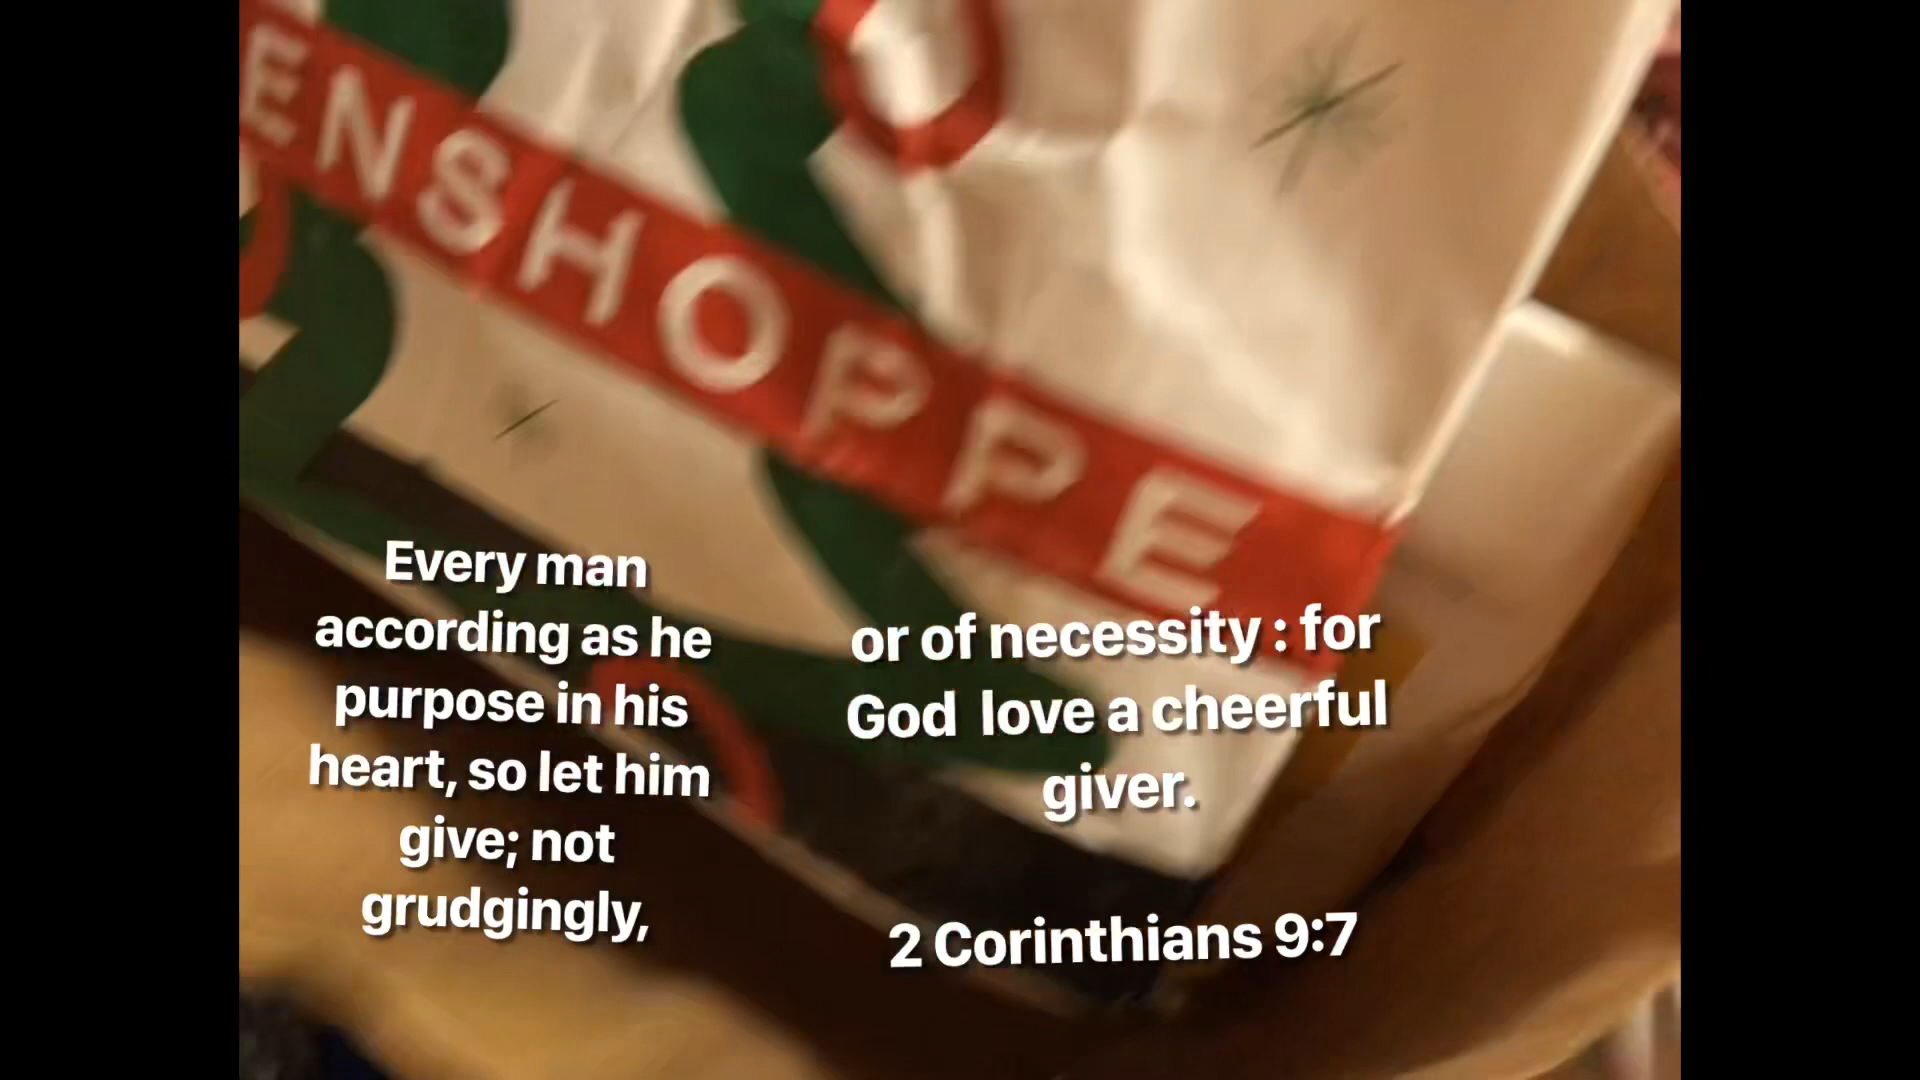 ENSHOPPE
Every man
according as he
purpose in his
heart, so let him
give; not
grudgingly,
or of necessity : for
God love a cheerful
giver.
2 Corinthians 9:7